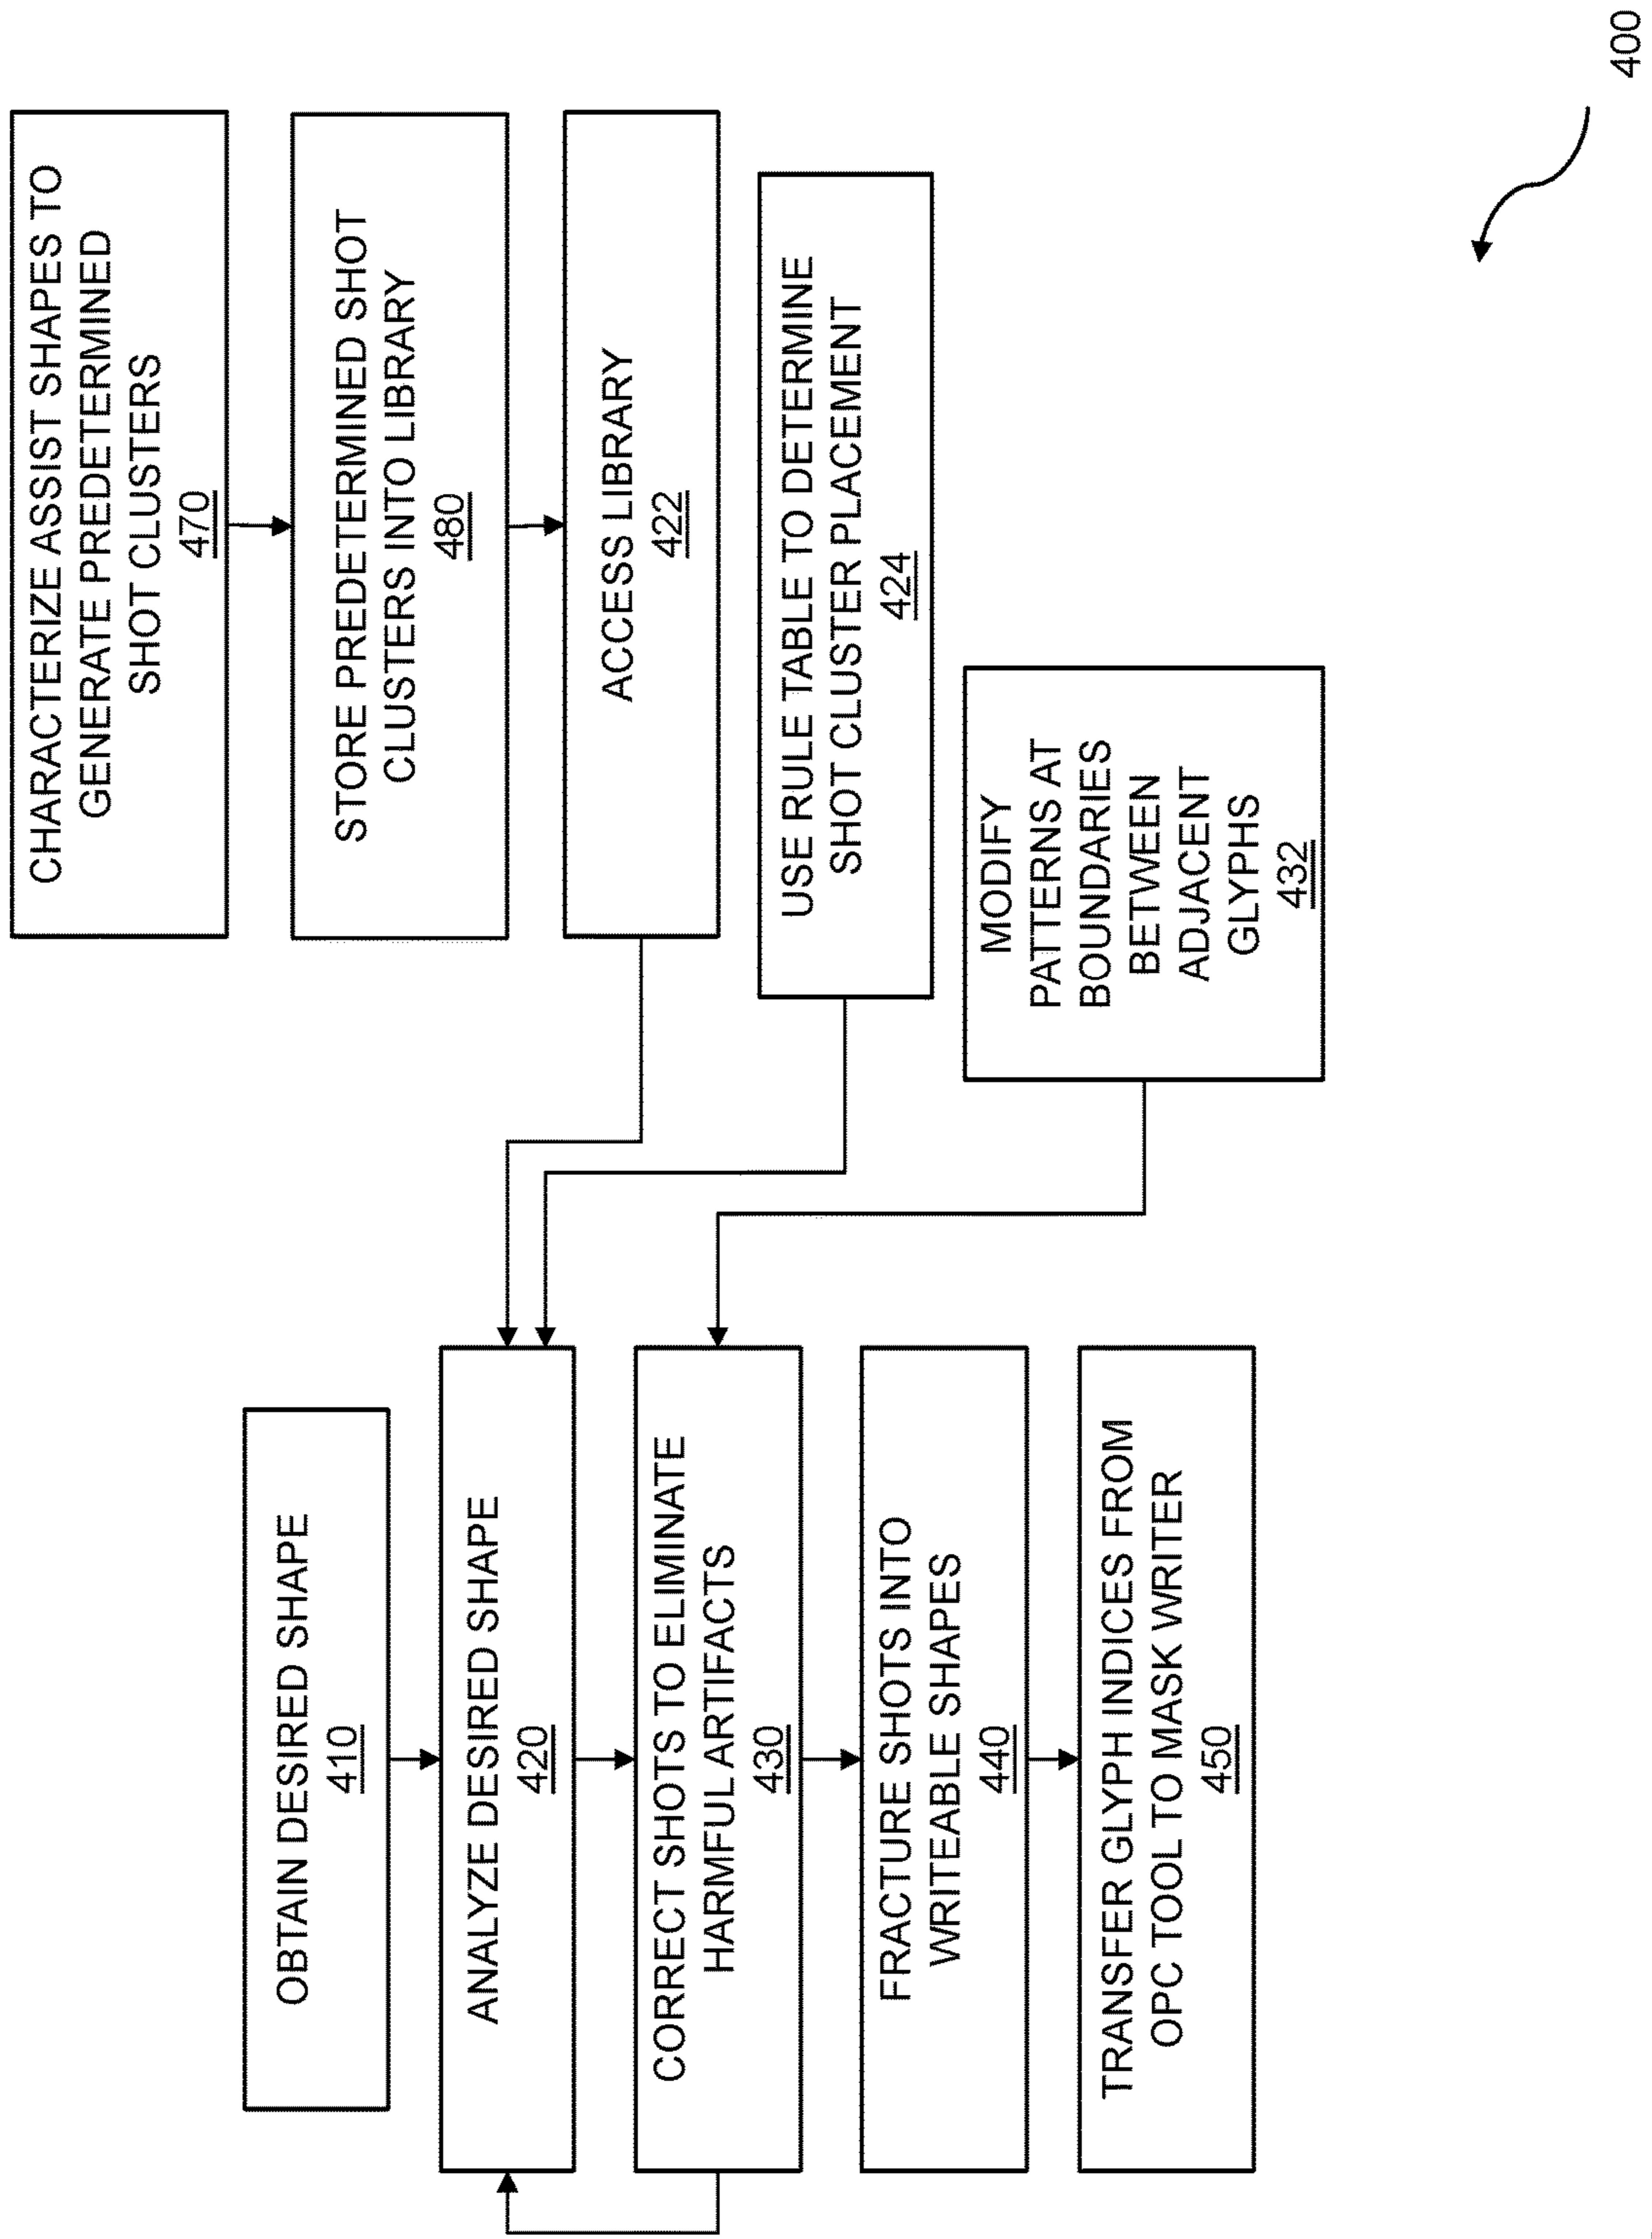 OBTAIN DESIRED SHAPE
410
ANALYZE DESIRED SHAPE
420
CORRECT SHOTS TO ELIMINATE
HARMFUL ARTIFACTS
430
FRACTURE SHOTS INTO
WRITEABLE SHAPES
440
TRANSFER GLYPH INDICES FROM
OPC TOOL TO MASK WRITER
450
CHARACTERIZE ASSIST SHAPES TO
GENERATE PREDETERMINED
SHOT CLUSTERS
470
STORE PREDETERMINED SHOT
CLUSTERS INTO LIBRARY
480
ACCESS LIBRARY
422
USE RULE TABLE TO DETERMINE
SHOT CLUSTER PLACEMENT
424
MODIFY
PATTERNS AT
BOUNDARIES
BETWEEN
ADJACENT
GLYPHS
432
400